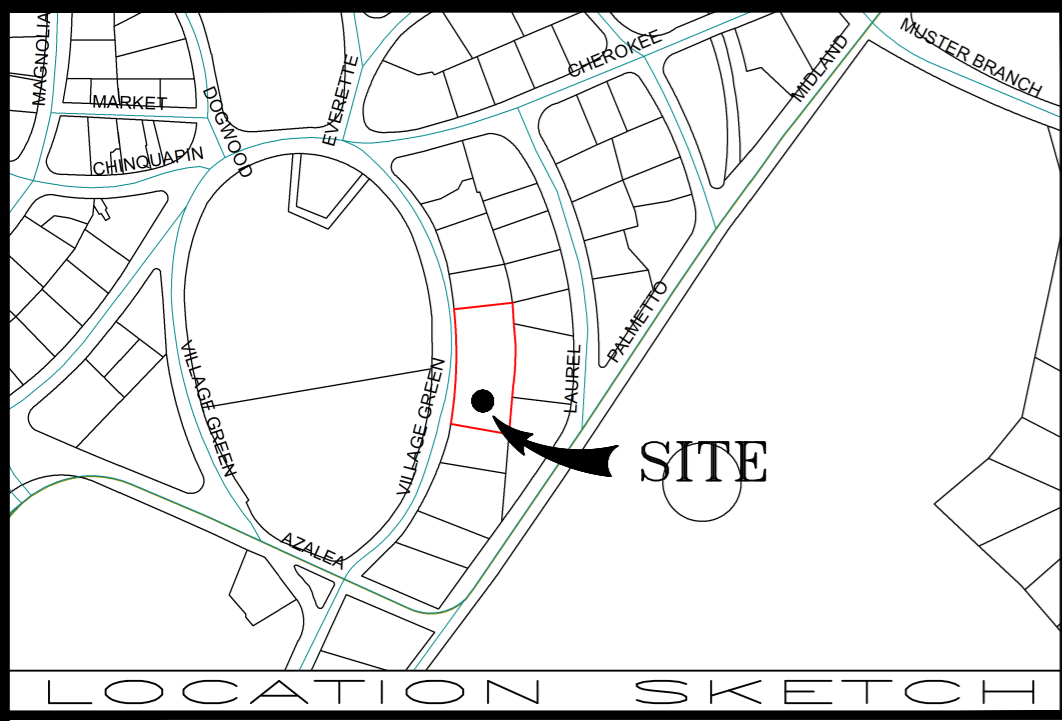 MAGNOLIA
MARKET
CHINQUAPIN
DOGWOOD
EVERETTE
CHEROKEE
MIDLAND
MUSTER BRANCH
PALMETTO
LAUREL
VILLAGE GREEN
VILLAGE GREEN
SITE
AZALEA
LOCATION SKETCH